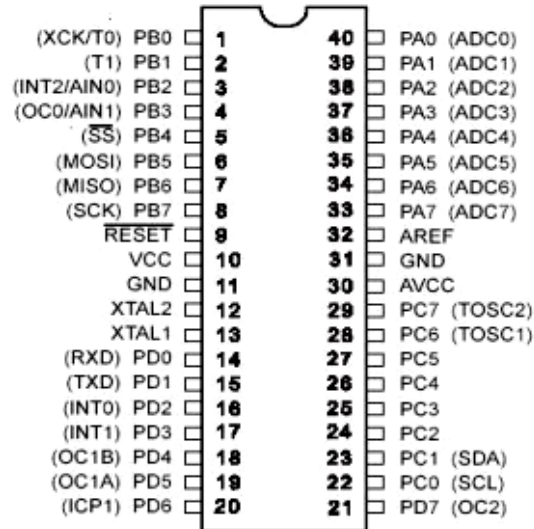 (XCK/T0) PB0 1 40 PA0 (ADC0)
(T1) PB1 2 39 PA1 (ADC1)
(INT2/AIN0) PB2 3 38 PA2 (ADC2)
(OC0/AIN1) PB3 4 37 PA3 (ADC3)
(SS) PB4 5 36 PA4 (ADC4)
(MOSI) PB5 6 35 PA5 (ADC5)
(MISO) PB6 7 34 PA6 (ADC6)
(SCK) PB7 8 33 PA7 (ADC7)
RESET 9 32 AREF
VCC 10 31 GND
GND 11 30 AVCC
XTAL2 12 29 PC7 (TOSC2)
XTAL1 13 28 PC6 (TOSC1)
(RXD) PD0 14 27 PC5
(TXD) PD1 15 26 PC4
(INT0) PD2 16 25 PC3
(INT1) PD3 17 24 PC2
(OC1B) PD4 18 23 PC1 (SDA)
(OC1A) PD5 19 22 PC0 (SCL)
(ICP1) PD6 20 21 PD7 (OC2)